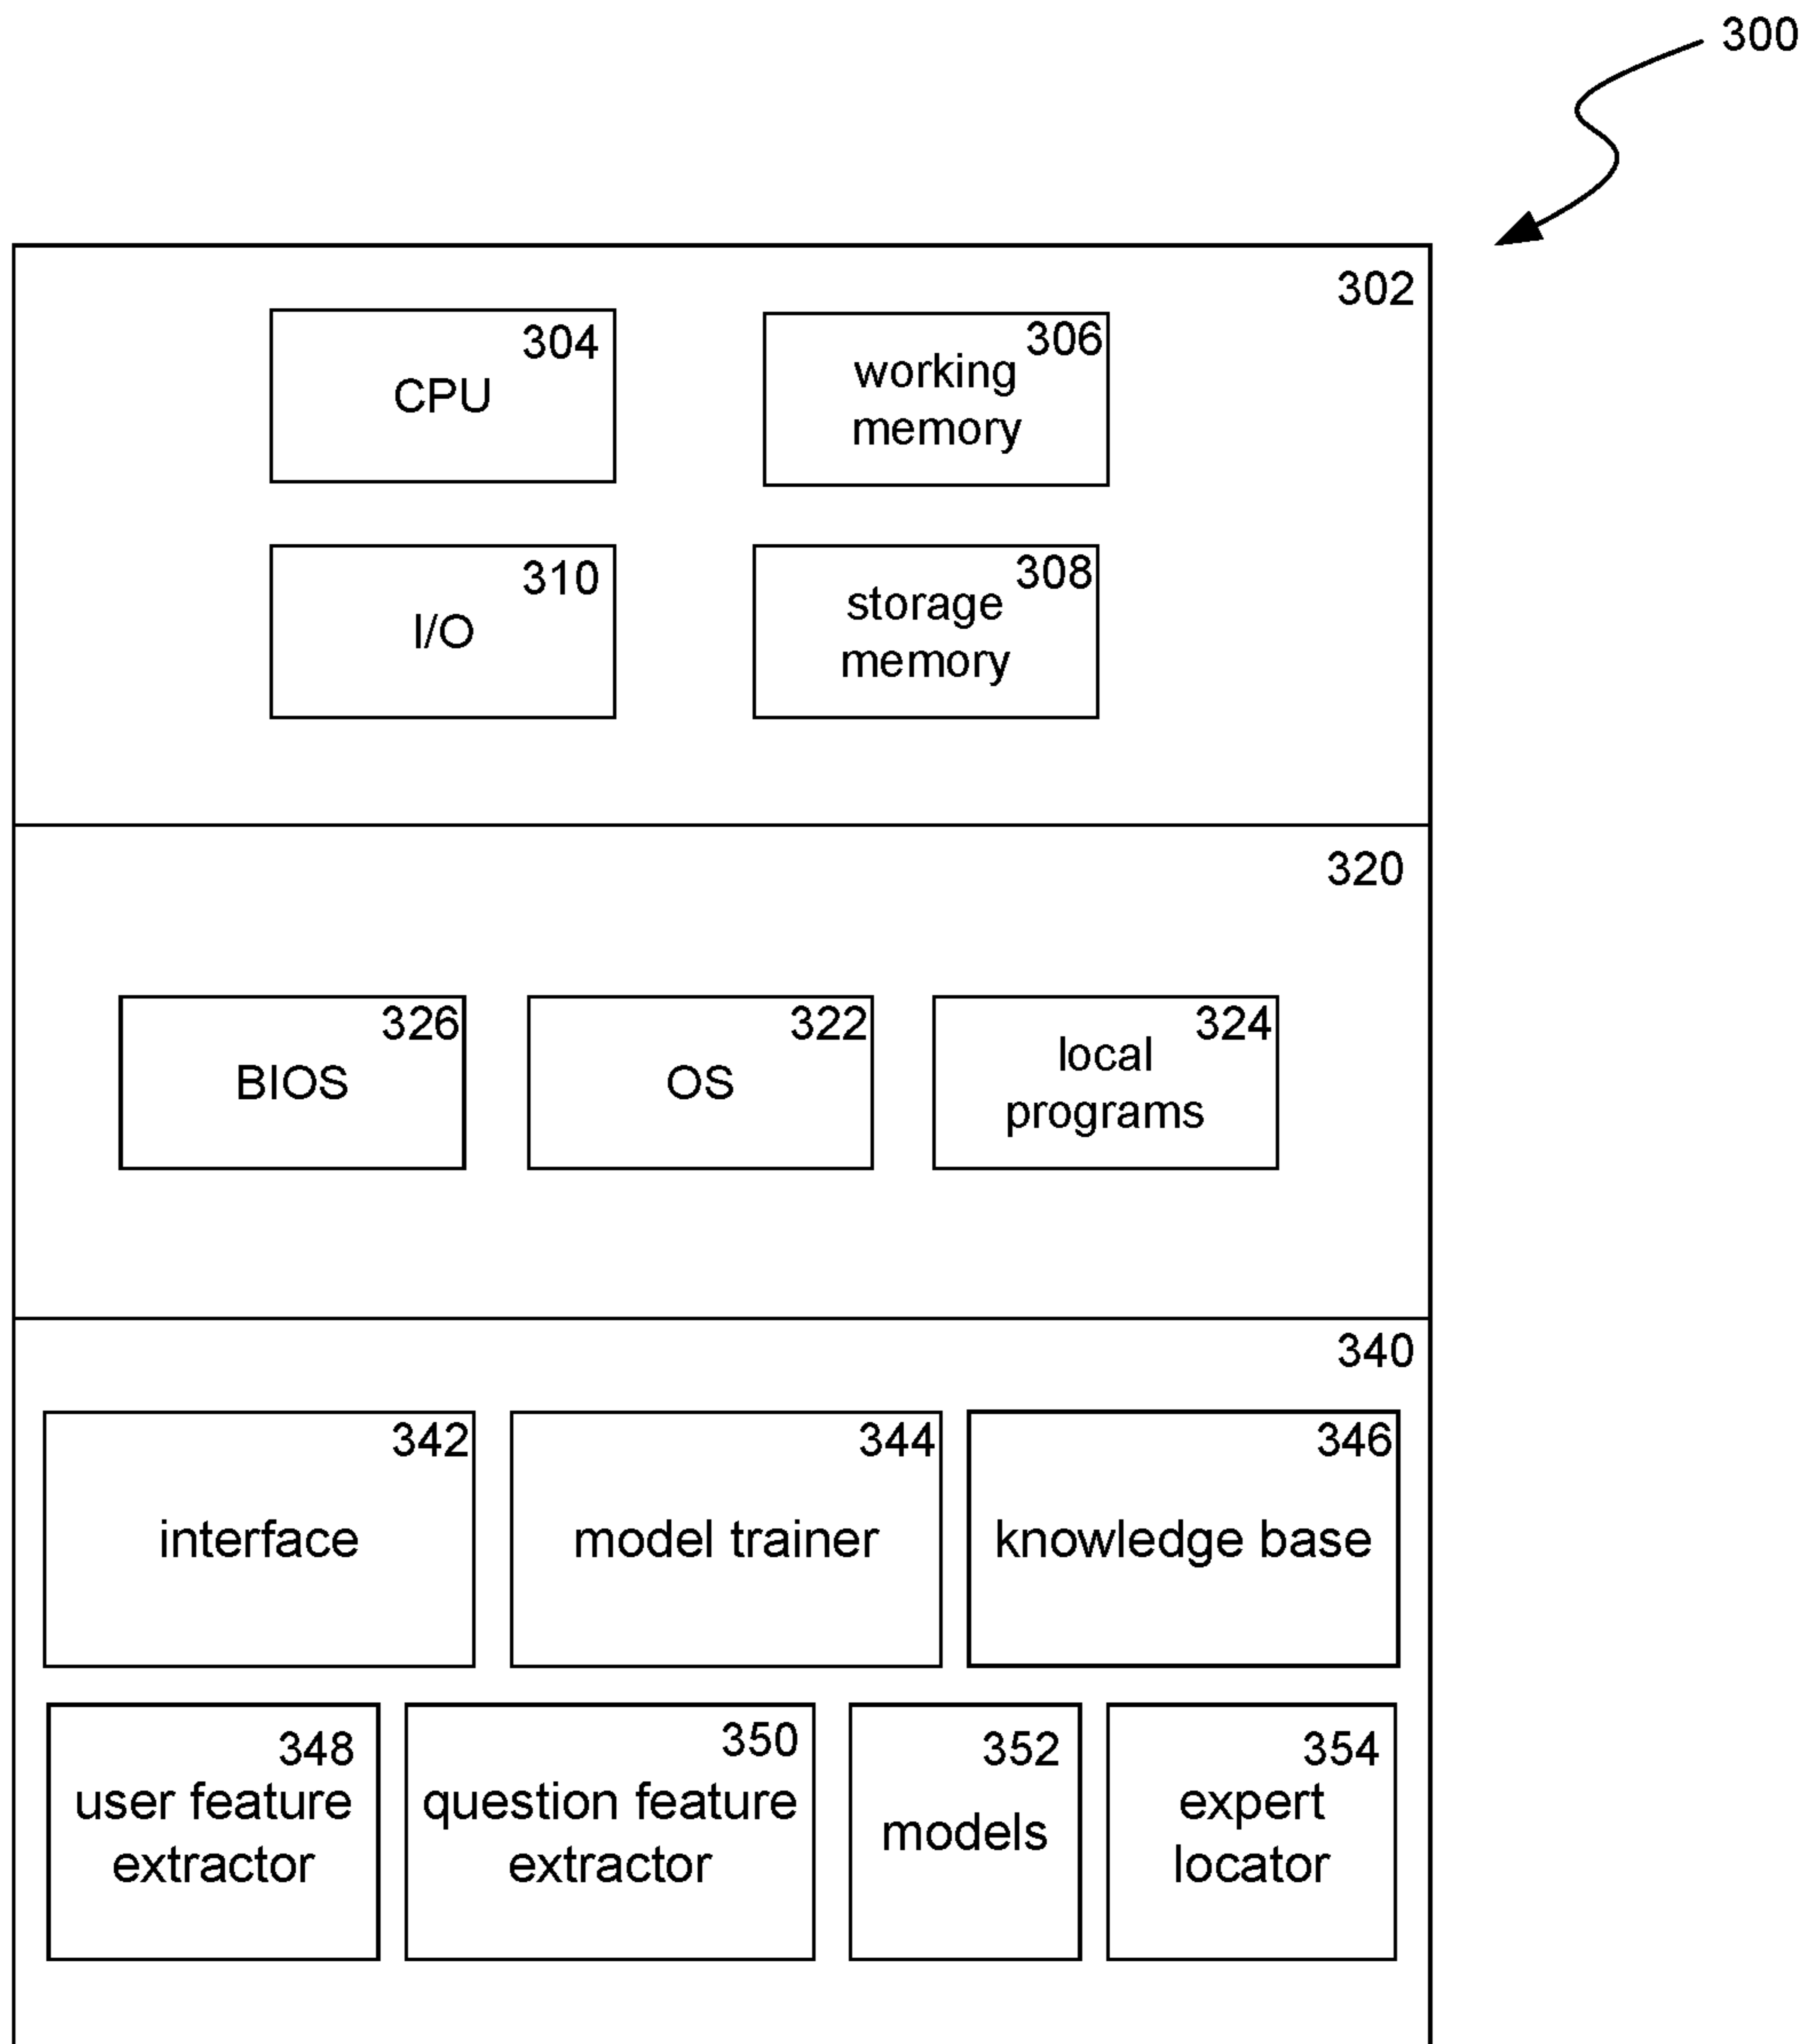 300
302
304
CPU
306
working
memory
310
I/O
308
storage
memory
320
326
BIOS
322
OS
324
local
programs
340
342
interface
344
model trainer
346
knowledge base
348
user feature
extractor
350
question feature
extractor
352
models
354
expert
locator